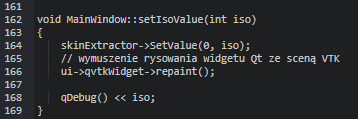 161
162 void MainWindow::setIsoValue(int iso)
163 {
164     skinExtractor->SetValue(0, iso);
165     // wymuszenie rysowania widgetu Qt ze sceną VTK
166     ui->qvtkWidget->repaint();
167
168     qDebug() << iso;
169 }